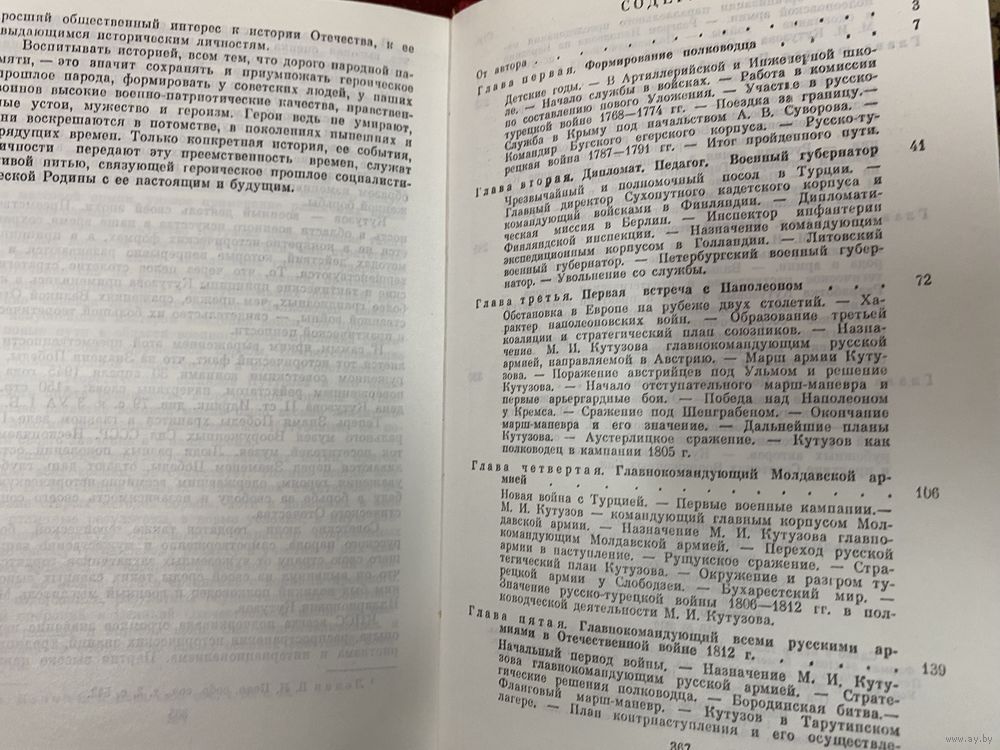 росший общественный интерес к истории Отечества, к ее
выдающимся историческим личностям.
Воспитывать историей, всем тем, что дорого народной па-
мяти, — это значит сохранять и приумножать героическое
прошлое народа, формировать у советских людей, у наших
воинов высокие военно-патриотические качества, нравствен-
ные устои, мужество и героизм. Герои ведь не умирают,
они воскрешаются в потомстве, в поколениях нынешних и
грядущих времен. Только конкретная история, ее события,
личности передают эту преемственность времен, служат
живой нитью, связующей героическое прошлое социалисти-
ческой Родины с ее настоящим и будущим.
СОДЕР
От автора . . . . . . . . . . 3
Глава первая. Формирование полководца . . . . 7
Детские годы. — В Артиллерийской и Инженерной шко-
ле. — Начало службы в войсках. — Работа в комиссии
по составлению нового Уложения. — Участие в русско-
турецкой войне 1768—1774 гг. — Поездка за границу.—
Служба в Крыму под начальством А. В. Суворова. —
Командир Бугского егерского корпуса. — Русско-ту-
рецкая война 1787—1791 гг. — Итог пройденного пути.
Глава вторая. Дипломат. Педагог. Военный губернатор 41
Чрезвычайный и полномочный посол в Турции. —
Главный директор Сухопутного кадетского корпуса и
командующий войсками в Финляндии. — Дипломати-
ческая миссия в Берлин. — Инспектор инфантерии
Финляндской инспекции. — Назначение командующим
экспедиционным корпусом в Голландии. — Литовский
военный губернатор. — Петербургский военный губер-
натор. — Увольнение со службы.
Глава третья. Первая встреча с Наполеоном . . . 72
Обстановка в Европе на рубеже двух столетий. — Ха-
рактер наполеоновских войн. — Образование третьей
коалиции и стратегический план союзников. — Назна-
чение М. И. Кутузова главнокомандующим русской
армией, направляемой в Австрию. — Марш армии Куту-
зова. — Поражение австрийцев под Ульмом и решение
Кутузова. — Начало отступательного марш-маневра и
первые арьергардные бои. — Победа над Наполеоном
у Кремса. — Сражение под Шенграбеном. — Окончание
марш-маневра и его значение. — Дальнейшие планы
Кутузова. — Аустерлицкое сражение. — Кутузов как
полководец в кампании 1805 г.
Глава четвертая. Главнокомандующий Молдавской ар-
мией . . . . . . . . . . . . . 106
Новая война с Турцией. — Первые военные кампании.—
М. И. Кутузов — командующий главным корпусом Мол-
давской армии. — Назначение М. И. Кутузова главно-
командующим Молдавской армией. — Переход русской
армии в наступление. — Рущукское сражение. — Стра-
тегический план Кутузова. — Окружение и разгром ту-
рецкой армии у Слободзеи. — Бухарестский мир. —
Значение русско-турецкой войны 1806—1812 гг. в пол-
ководческой деятельности М. И. Кутузова.
Глава пятая. Главнокомандующий всеми русскими ар-
миями в Отечественной войне 1812 г. . . . . . . 139
Начальный период войны. — Назначение М. И. Куту-
зова главнокомандующим русской армией. — Страте-
гические решения полководца. — Бородинская битва.—
Фланговый марш-маневр. — Кутузов в Тарутинском
лагере. — План контрнаступления и его осуществле-
367
www.ay.by